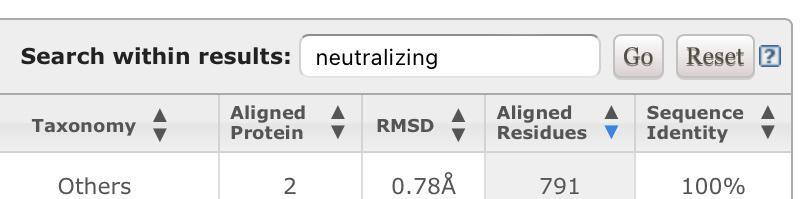 Search within results: neutralizing Go Reset ?
Taxonomy Aligned Protein RMSD Aligned Residues Sequence Identity
Others 2 0.78Å 791 100%